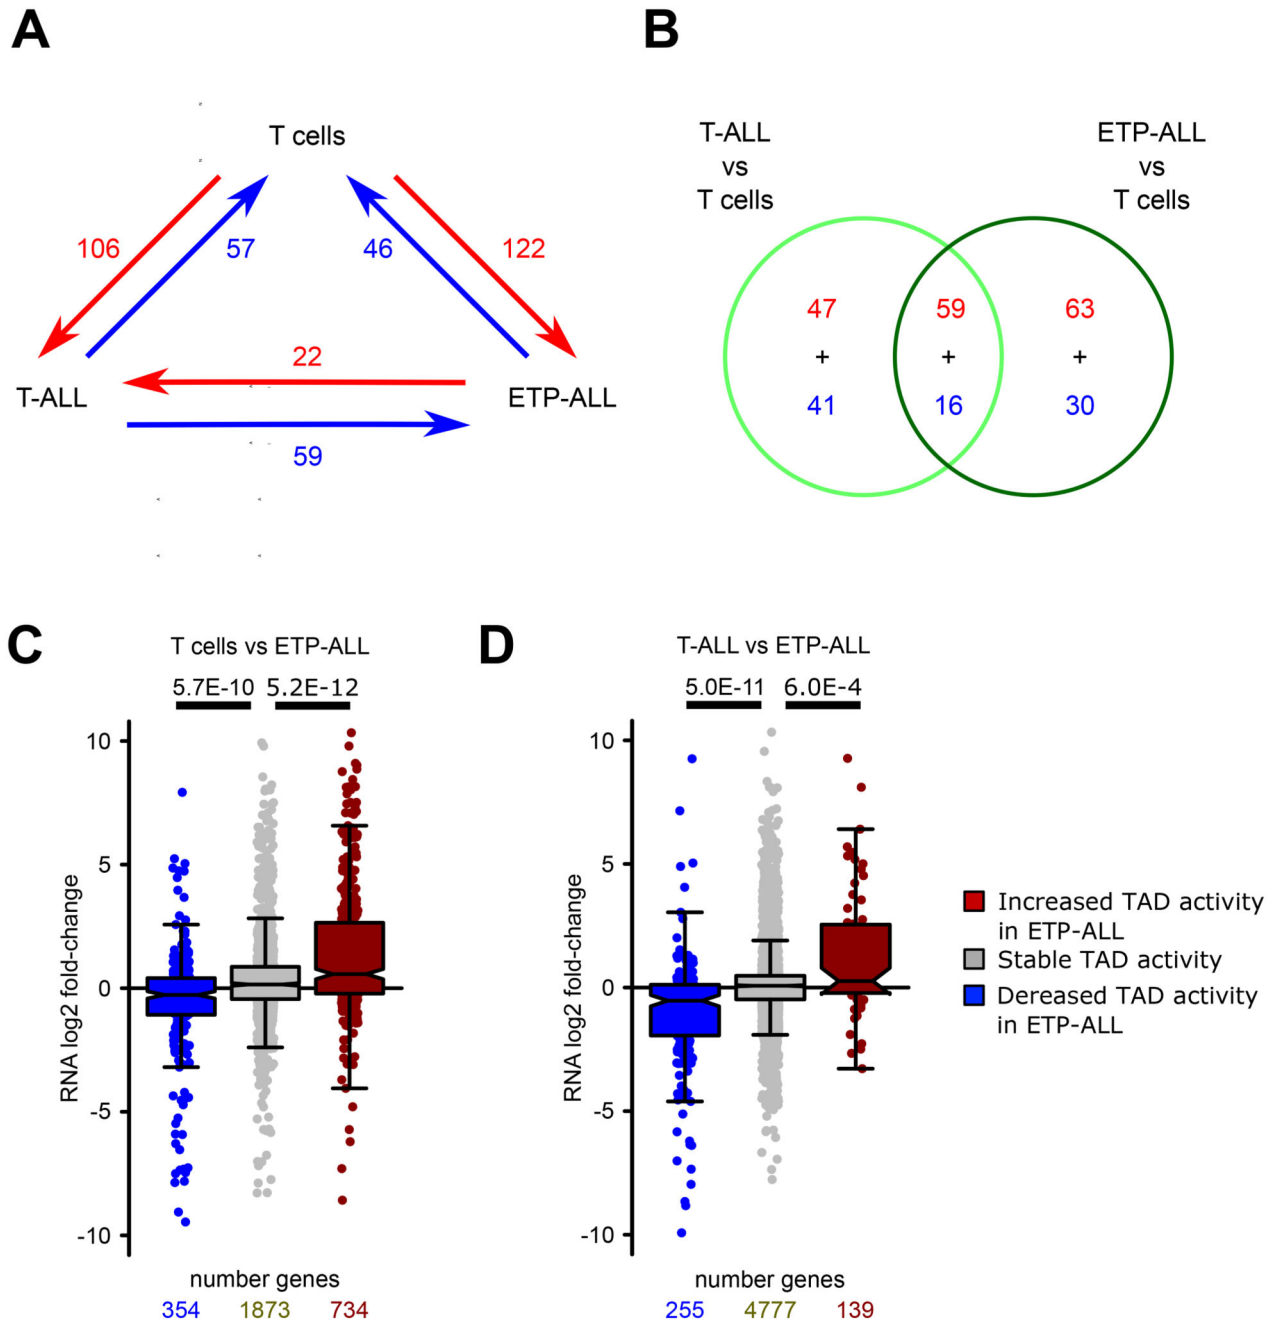 A
B
T cells
T-ALL
vs
T cells
ETP-ALL
vs
T cells
106
57
46
122
22
T-ALL
ETP-ALL
59
47
59
63
+
+
+
41
16
30
C
D
T cells vs ETP-ALL
5.7E-10
5.2E-12
T-ALL vs ETP-ALL
5.0E-11
6.0E-4
RNA log2 fold-change
10
5
0
-5
-10
RNA log2 fold-change
10
5
0
-5
-10
Increased TAD activity
in ETP-ALL
Stable TAD activity
Dereased TAD activity
in ETP-ALL
number genes
354
1873
734
number genes
255
4777
139